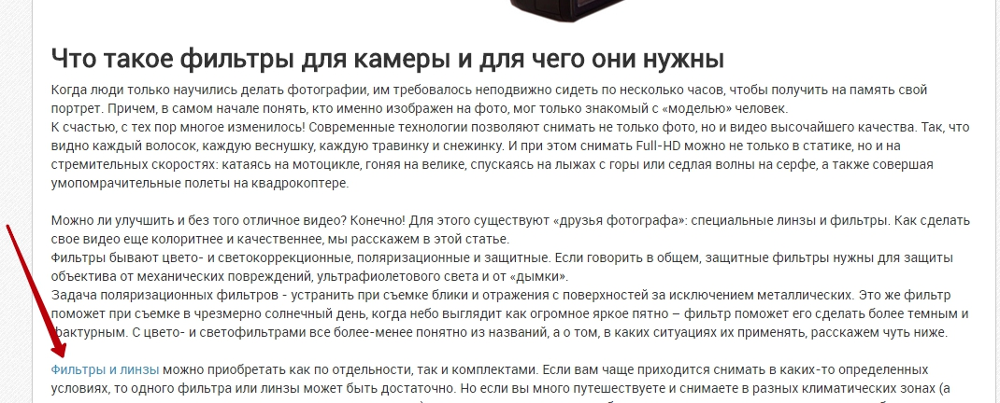 Что такое фильтры для камеры и для чего они нужны
Когда люди только научились делать фотографии, им требовалось неподвижно сидеть по несколько часов, чтобы получить на память свой
портрет. Причем, в самом начале понять, кто именно изображен на фото, мог только знакомый с «моделью» человек.
К счастью, с тех пор многое изменилось! Современные технологии позволяют снимать не только фото, но и видео высочайшего качества. Так, что
видно каждый волосок, каждую веснушку, каждую травинку и снежинку. И при этом снимать Full-HD можно не только в статике, но и на
стремительных скоростях: катаясь на мотоцикле, гоняя на велике, спускаясь на лыжах с горы или седлая волны на серфе, а также совершая
умопомрачительные полеты на квадрокоптере.
Можно ли улучшить и без того отличное видео? Конечно! Для этого существуют «друзья фотографа»: специальные линзы и фильтры. Как сделать
свое видео еще колоритнее и качественнее, мы расскажем в этой статье.
Фильтры бывают цвето- и светокоррекционные, поляризационные и защитные. Если говорить в общем, защитные фильтры нужны для защиты
объектива от механических повреждений, ультрафиолетового света и от «дымки».
Задача поляризационных фильтров - устранить при съемке блики и отражения с поверхностей за исключением металлических. Это же фильтр
поможет при съемке в чрезмерно солнечный день, когда небо выглядит как огромное яркое пятно – фильтр поможет его сделать более темным и
фактурным. С цвето- и светофильтрами все более-менее понятно из названий, а о том, в каких ситуациях их применять, расскажем чуть ниже.
Фильтры и линзы можно приобретать как по отдельности, так и комплектами. Если вам чаще приходится снимать в каких-то определенных
условиях, то одного фильтра или линзы может быть достаточно. Но если вы много путешествуете и снимаете в разных климатических зонах (а